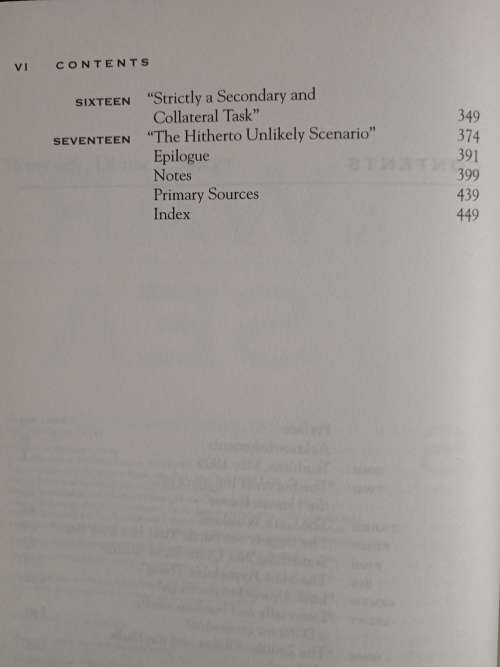 VI CONTENTS
SIXTEEN "Strictly a Secondary and
Collateral Task" 349
SEVENTEEN "The Hitherto Unlikely Scenario" 374
Epilogue 391
Notes 399
Primary Sources 439
Index 449